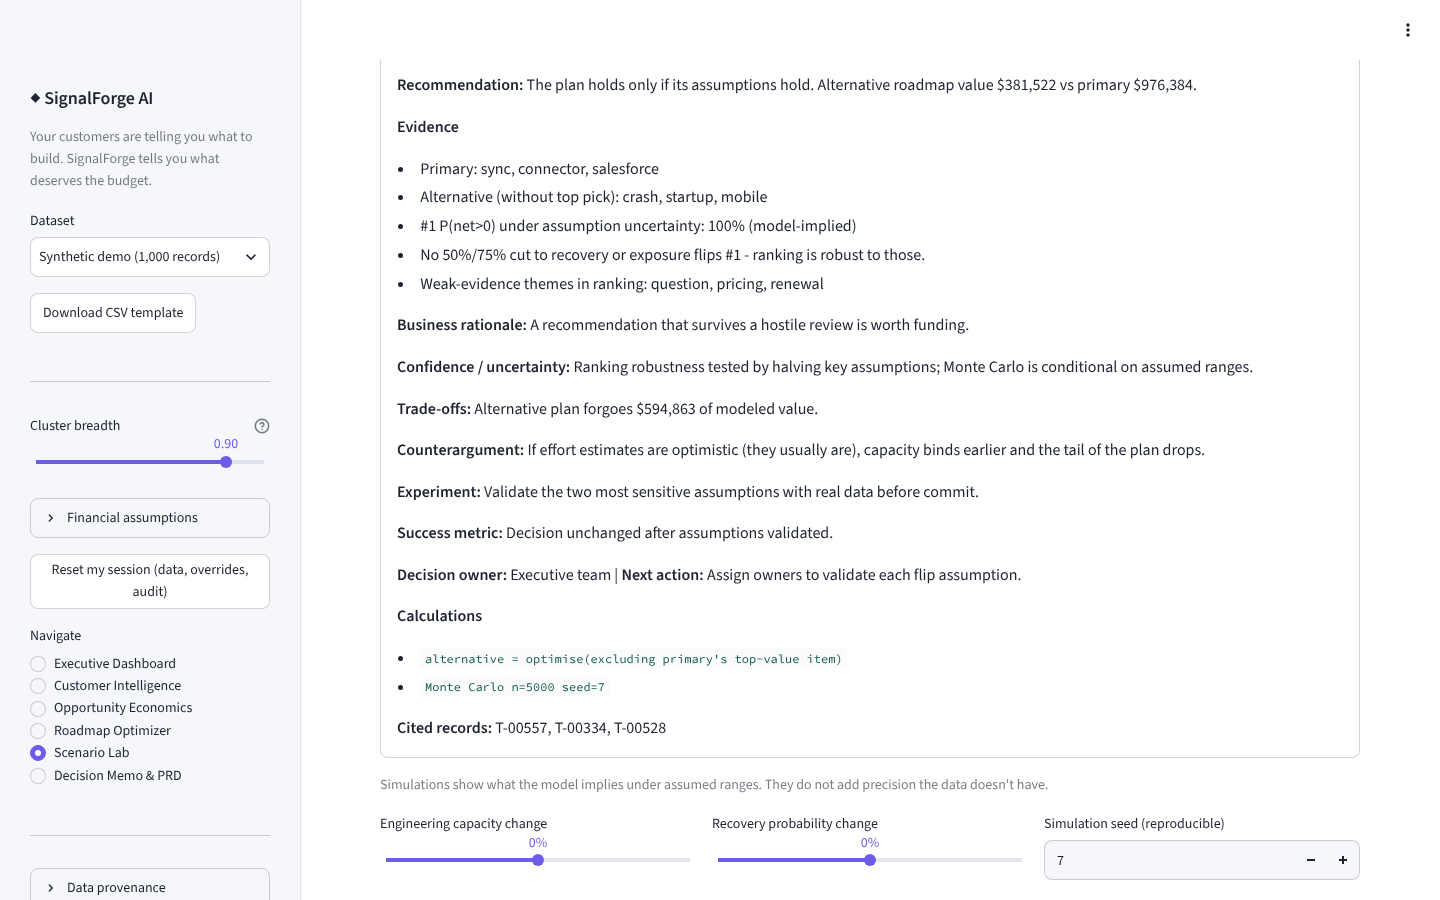 ◆ SignalForge AI
Your customers are telling you what to
build. SignalForge tells you what
deserves the budget.
Dataset
Synthetic demo (1,000 records)
Download CSV template
Cluster breadth
0.90
Financial assumptions
Reset my session (data, overrides,
audit)
Navigate
Executive Dashboard
Customer Intelligence
Opportunity Economics
Roadmap Optimizer
Scenario Lab
Decision Memo & PRD
Data provenance
Recommendation: The plan holds only if its assumptions hold. Alternative roadmap value $381,522 vs primary $976,384.
Evidence
• Primary: sync, connector, salesforce
• Alternative (without top pick): crash, startup, mobile
• #1 P(net>0) under assumption uncertainty: 100% (model-implied)
• No 50%/75% cut to recovery or exposure flips #1 - ranking is robust to those.
• Weak-evidence themes in ranking: question, pricing, renewal
Business rationale: A recommendation that survives a hostile review is worth funding.
Confidence / uncertainty: Ranking robustness tested by halving key assumptions; Monte Carlo is conditional on assumed ranges.
Trade-offs: Alternative plan forgoes $594,863 of modeled value.
Counterargument: If effort estimates are optimistic (they usually are), capacity binds earlier and the tail of the plan drops.
Experiment: Validate the two most sensitive assumptions with real data before commit.
Success metric: Decision unchanged after assumptions validated.
Decision owner: Executive team | Next action: Assign owners to validate each flip assumption.
Calculations
• alternative = optimise(excluding primary's top-value item)
• Monte Carlo n=5000 seed=7
Cited records: T-00557, T-00334, T-00528
Simulations show what the model implies under assumed ranges. They do not add precision the data doesn't have.
Engineering capacity change
0%
Recovery probability change
0%
Simulation seed (reproducible)
7